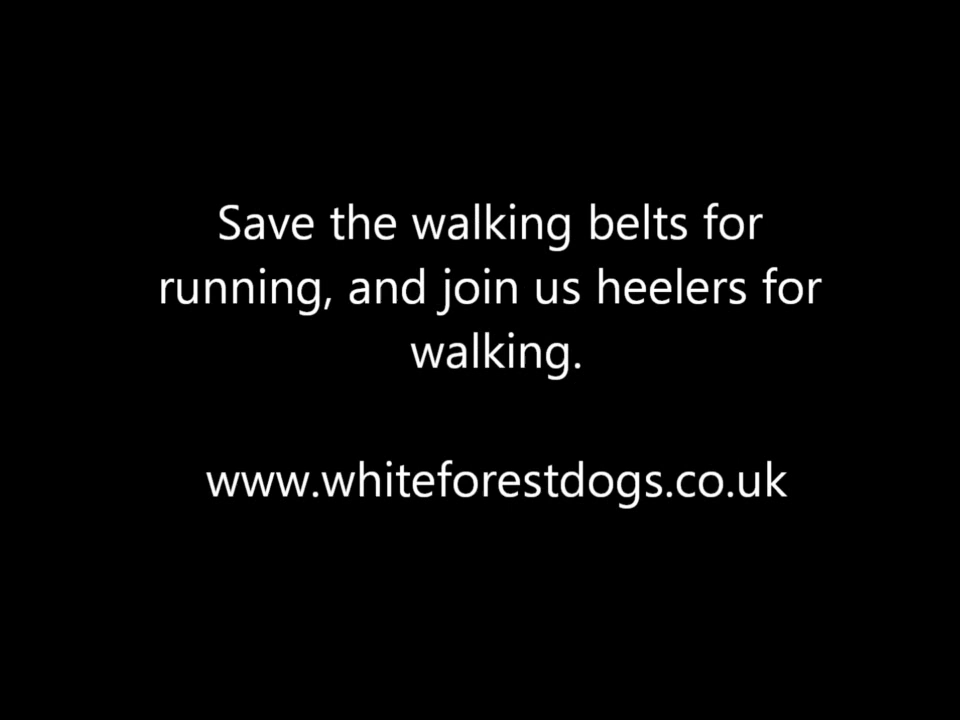 Save the walking belts for
running, and join us heelers for
walking.
www.whiteforestdogs.co.uk